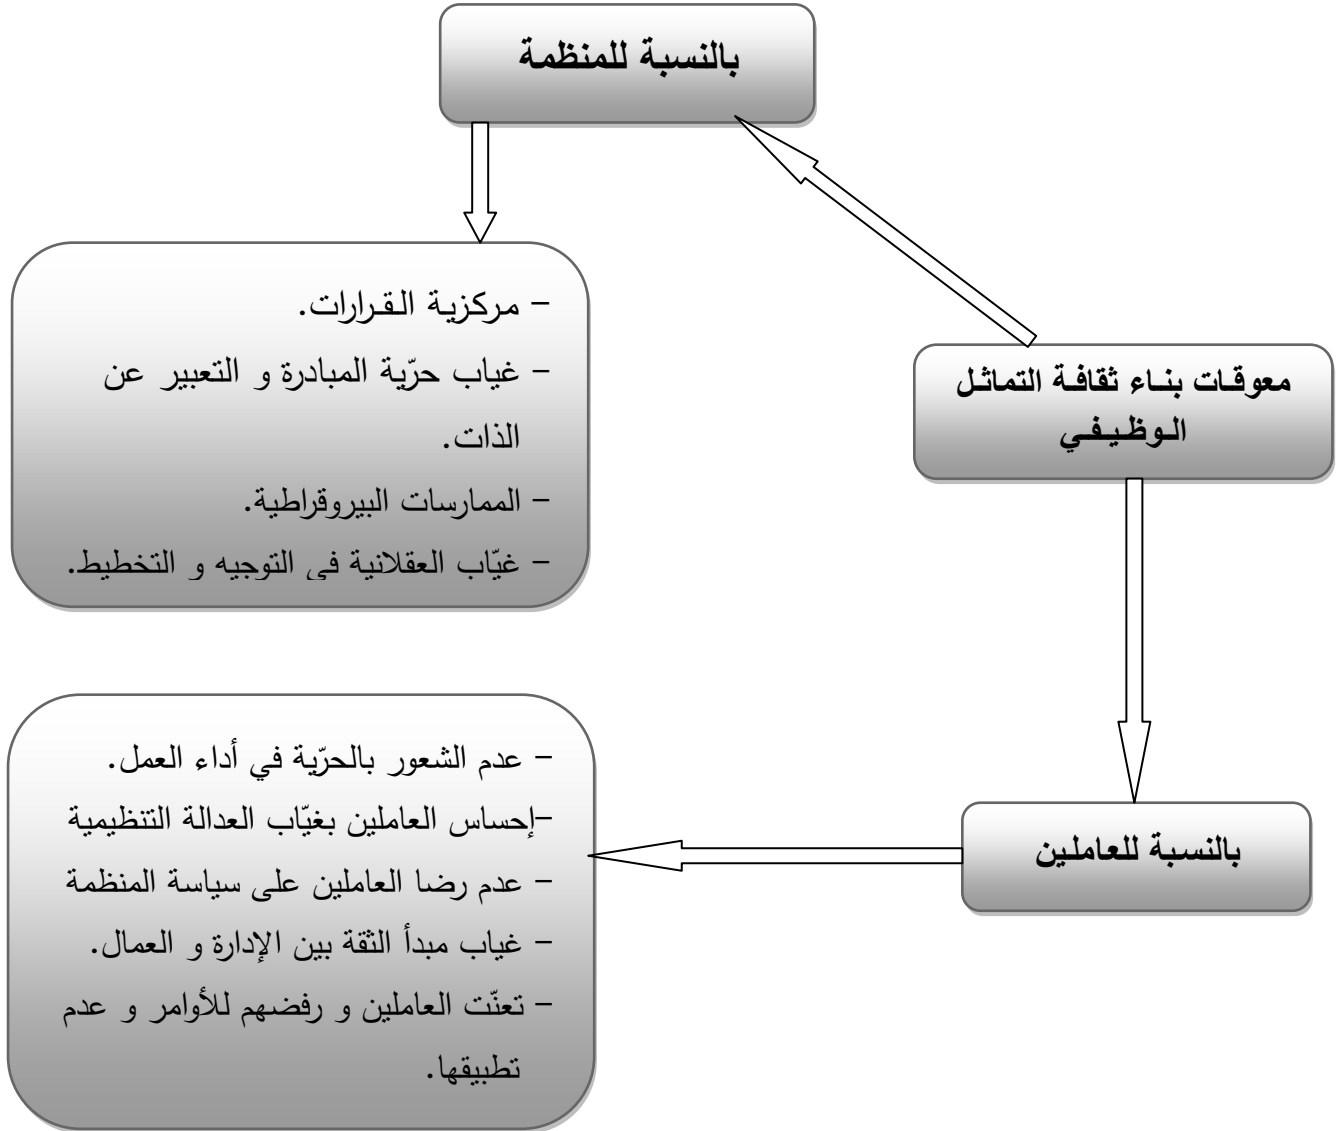 بالنسبة للمنظمة
– مركزية القرارات.
– غياب حرّية المبادرة و التعبير عن
الذات.
– الممارسات البيروقراطية.
– غيّاب العقلانية في التوجيه و التخطيط.
معوقات بناء ثقافة التماثل
الوظيفي
بالنسبة للعاملين
– عدم الشعور بالحرّية في أداء العمل.
–إحساس العاملين بغيّاب العدالة التنظيمية
– عدم رضا العاملين على سياسة المنظمة
– غياب مبدأ الثقة بين الإدارة و العمال.
– تعنّت العاملين و رفضهم للأوامر و عدم
تطبيقها.